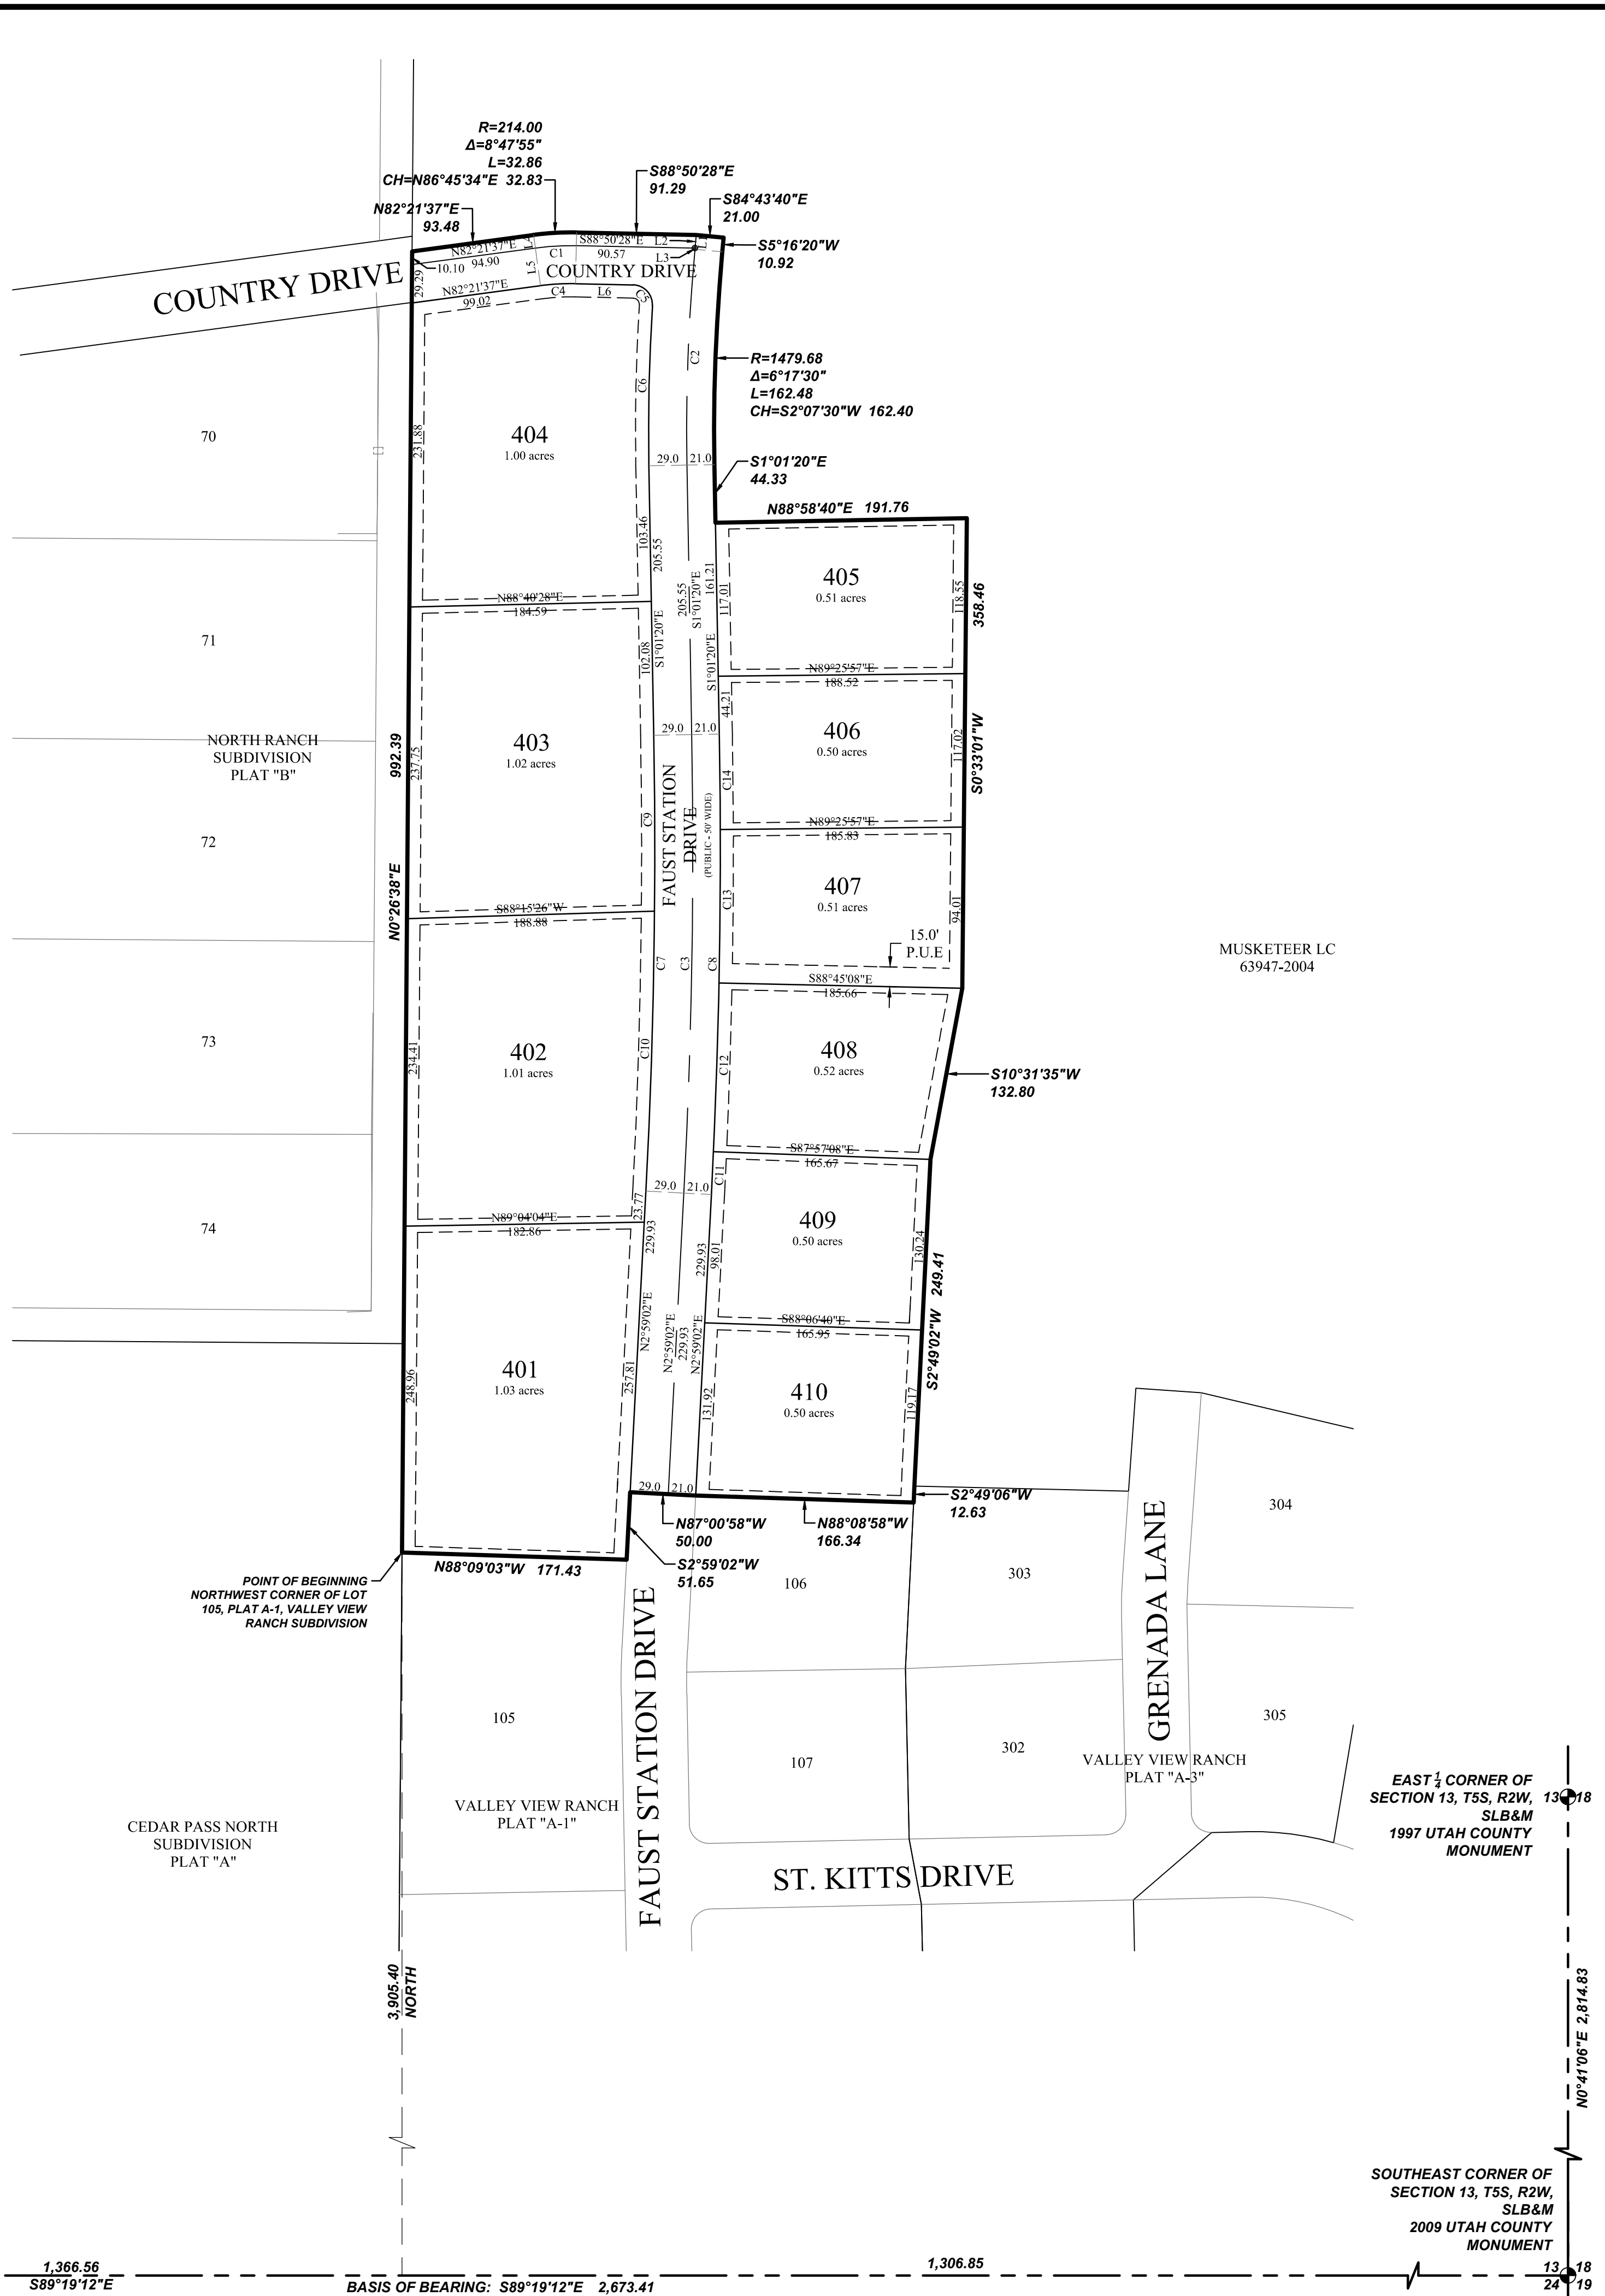 R=214.00
Δ=8°47'55"
L=32.86
CH=N86°45'34"E 32.83
S88°50'28"E
91.29
S84°43'40"E
21.00
N82°21'37"E
93.48
S5°16'20"W
10.92
N82°21'37"E
94.90
10.10
29.29
L4
L5
C1
S88°50'28"E
90.57
L2
L1
L3
COUNTRY DRIVE
COUNTRY DRIVE
N82°21'37"E
99.02
C4
L6
C5
C2
C6
R=1479.68
Δ=6°17'30"
L=162.48
CH=S2°07'30"W 162.40
70
231.88
404
1.00 acres
29.0
21.0
S1°01'20"E
44.33
N88°58'40"E 191.76
103.46
205.55
205.55
S1°01'20"E
161.21
S1°01'20"E
S1°01'20"E
117.01
405
0.51 acres
118.55
358.46
N88°40'28"E
184.59
71
102.08
N89°25'57"E
188.52
44.21
NORTH RANCH
SUBDIVISION
PLAT "B"
992.39
237.75
403
1.02 acres
29.0
21.0
406
0.50 acres
117.02
S0°33'01"W
C14
C9
FAUST STATION
DRIVE
(PUBLIC - 50' WIDE)
N89°25'57"E
185.83
72
N0°26'38"E
407
0.51 acres
C13
94.01
S88°15'26"W
188.88
15.0'
P.U.E
MUSKETEER LC
63947-2004
C7
C3
C8
S88°45'08"E
185.66
73
234.41
402
1.01 acres
C10
C12
408
0.52 acres
S10°31'35"W
132.80
S87°57'08"E
165.67
C11
29.0
21.0
23.77
N89°04'04"E
182.86
229.93
229.93
98.01
74
409
0.50 acres
130.24
249.41
S2°49'02"W
N2°59'02"E
N2°59'02"E
229.93
N2°59'02"E
S88°06'40"E
165.95
248.96
401
1.03 acres
257.81
131.92
410
0.50 acres
119.17
29.0
21.0
S2°49'06"W
12.63
N87°00'58"W
50.00
N88°08'58"W
166.34
S2°59'02"W
51.65
N88°09'03"W 171.43
POINT OF BEGINNING
NORTHWEST CORNER OF LOT
105, PLAT A-1, VALLEY VIEW
RANCH SUBDIVISION
106
303
304
GRENADA LANE
FAUST STATION DRIVE
105
107
302
305
VALLEY VIEW RANCH
PLAT "A-3"
VALLEY VIEW RANCH
PLAT "A-1"
CEDAR PASS NORTH
SUBDIVISION
PLAT "A"
ST. KITTS DRIVE
EAST 1/4 CORNER OF
SECTION 13, T5S, R2W,
SLB&M
1997 UTAH COUNTY
MONUMENT
13 18
3,905.40
NORTH
N0°41'06"E 2,814.83
SOUTHEAST CORNER OF
SECTION 13, T5S, R2W,
SLB&M
2009 UTAH COUNTY
MONUMENT
13 18
24 19
1,366.56
S89°19'12"E
1,306.85
BASIS OF BEARING: S89°19'12"E 2,673.41